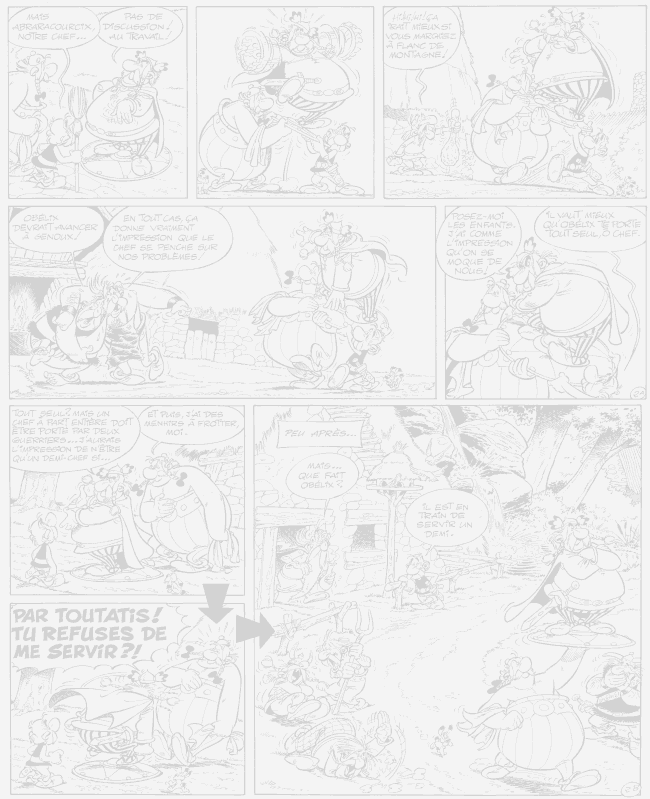 MAIS
ABRARACOURCIX,
NOTRE CHEF...
PAS DE
DISCUSSION!
AU TRAVAIL!
ÇA
IRAIT MIEUX SI
VOUS MARCHIEZ
À FLANC DE
MONTAGNE.
OBÉLIX
DEVRAIT AVANCER
À GENOUX!
EN TOUT CAS, ÇA
DONNE VRAIMENT
L'IMPRESSION QUE LE
CHEF SE PENCHE SUR
NOS PROBLÈMES!
POSEZ-MOI,
LES ENFANTS.
J'AI COMME
L'IMPRESSION
QU'ON SE
MOQUE DE
NOUS!
IL VAUT MIEUX
QU'OBÉLIX TE PORTE
TOUT SEUL, Ô CHEF.
TOUT SEUL? MAIS UN
CHEF À PART ENTIÈRE DOIT
ÊTRE PORTÉ PAR DEUX
GUERRIERS... J'AURAIS
L'IMPRESSION DE N'ÊTRE
QU'UN DEMI-CHEF SI...
ET PUIS, J'AI DES
MENHIRS À FROTTER,
MOI.
PAR TOUTATIS!
TU REFUSES DE
ME SERVIR?!
PEU APRÈS...
MAIS...
QUE FAIT
OBÉLIX?
IL EST EN
TRAIN DE
SERVIR UN
DEMI.